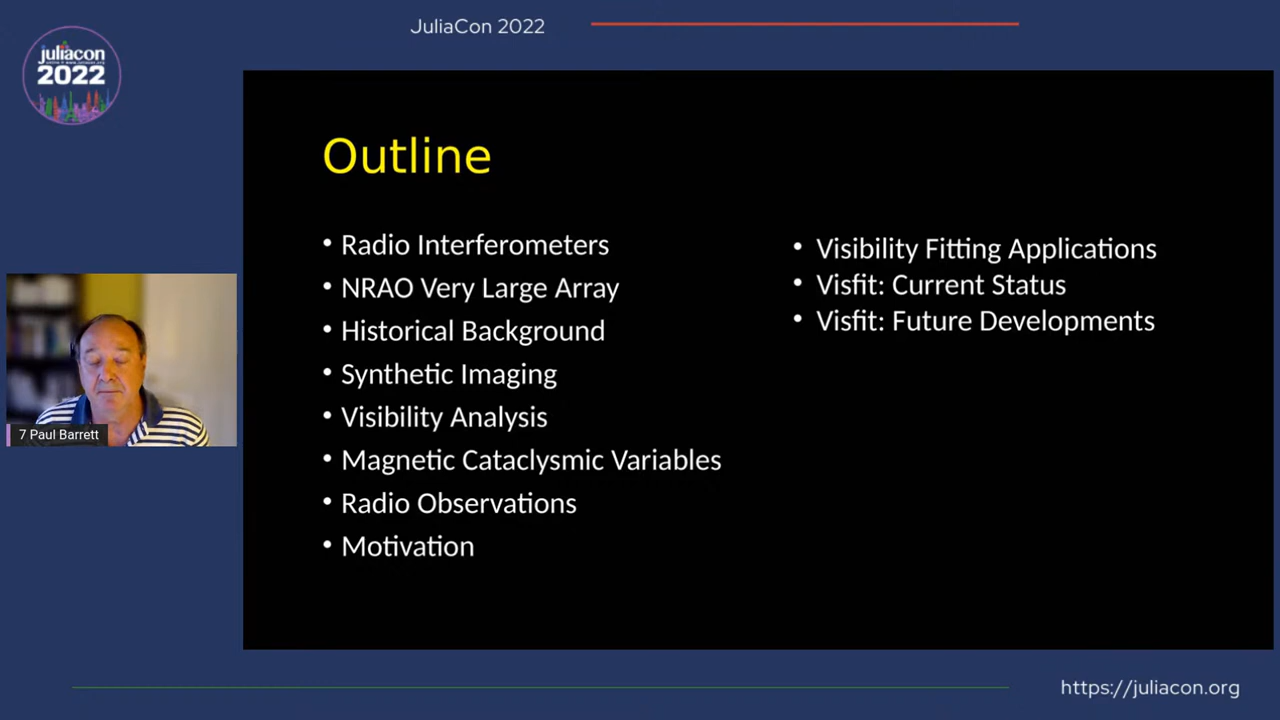 JuliaCon 2022
juliacon
2022
Outline
• Radio Interferometers
• NRAO Very Large Array
• Historical Background
• Synthetic Imaging
• Visibility Analysis
• Magnetic Cataclysmic Variables
• Radio Observations
• Motivation
• Visibility Fitting Applications
• Visfit: Current Status
• Visfit: Future Developments
7 Paul Barrett
https://juliacon.org